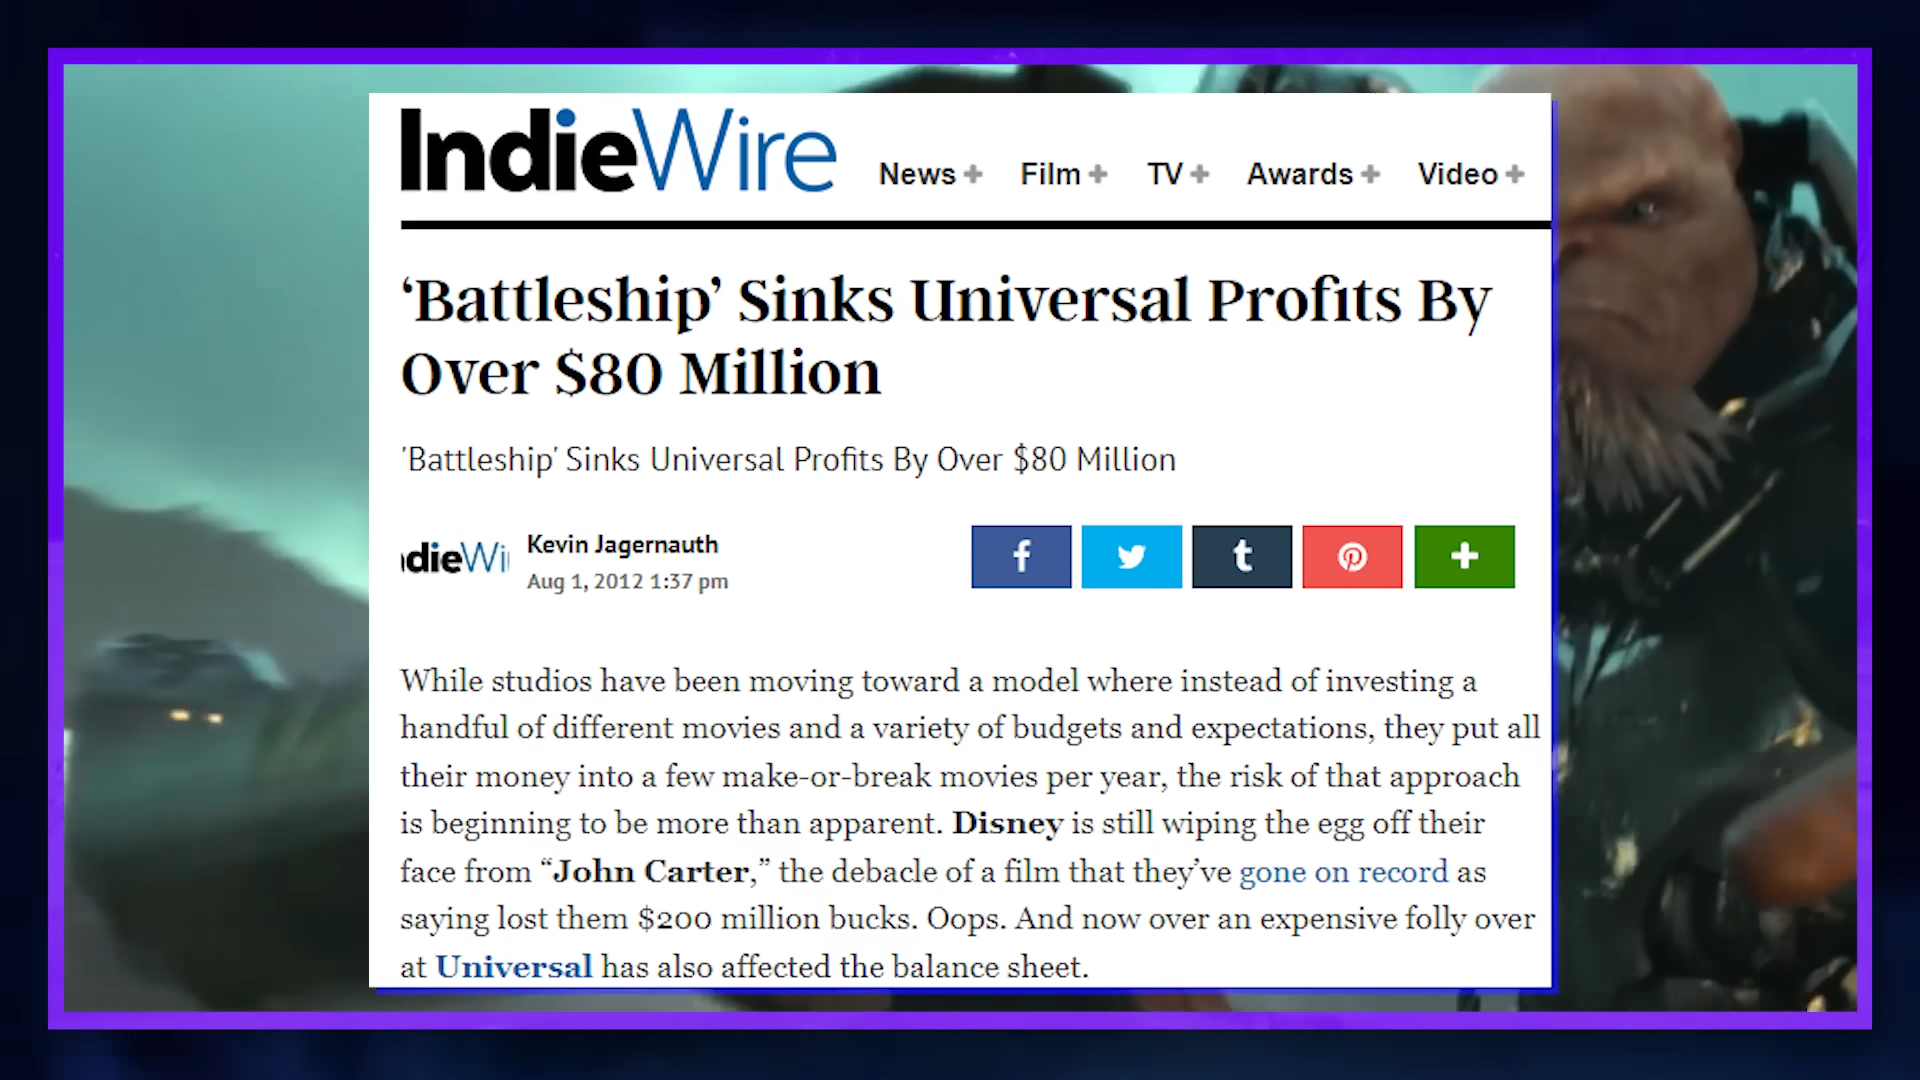 IndieWire
News + Film + TV + Awards + Video +
‘Battleship’ Sinks Universal Profits By
Over $80 Million
'Battleship' Sinks Universal Profits By Over $80 Million
ndieWi
Kevin Jagernauth
Aug 1, 2012 1:37 pm
While studios have been moving toward a model where instead of investing a
handful of different movies and a variety of budgets and expectations, they put all
their money into a few make-or-break movies per year, the risk of that approach
is beginning to be more than apparent. Disney is still wiping the egg off their
face from “John Carter,” the debacle of a film that they’ve gone on record as
saying lost them $200 million bucks. Oops. And now over an expensive folly over
at Universal has also affected the balance sheet.